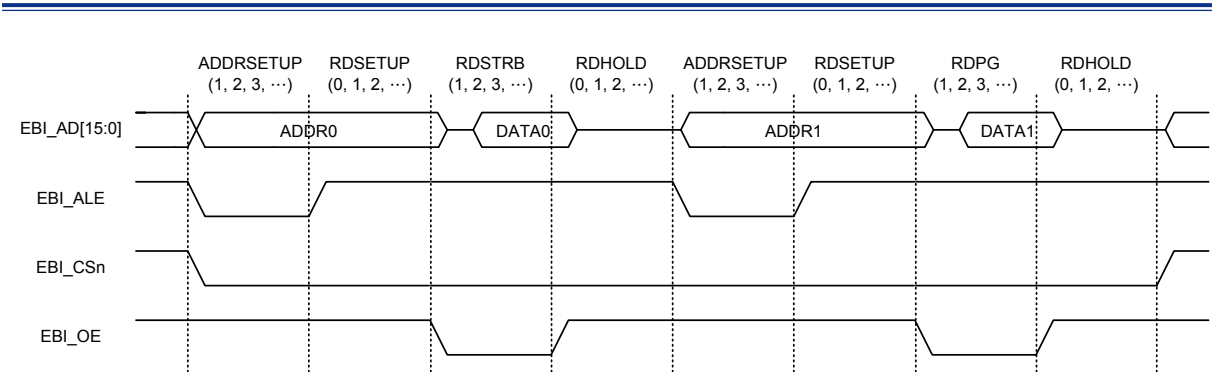 ADDRSETUP RDSETUP RDSTRB RDHOLD ADDRSETUP RDSETUP RDPG RDHOLD
(1, 2, 3, ⋯) (0, 1, 2, ⋯) (1, 2, 3, ⋯) (0, 1, 2, ⋯) (1, 2, 3, ⋯) (0, 1, 2, ⋯) (1, 2, 3, ⋯) (0, 1, 2, ⋯)
EBI_AD[15:0] ADDR0 DATA0 ADDR1 DATA1
EBI_ALE
EBI_CSn
EBI_OE